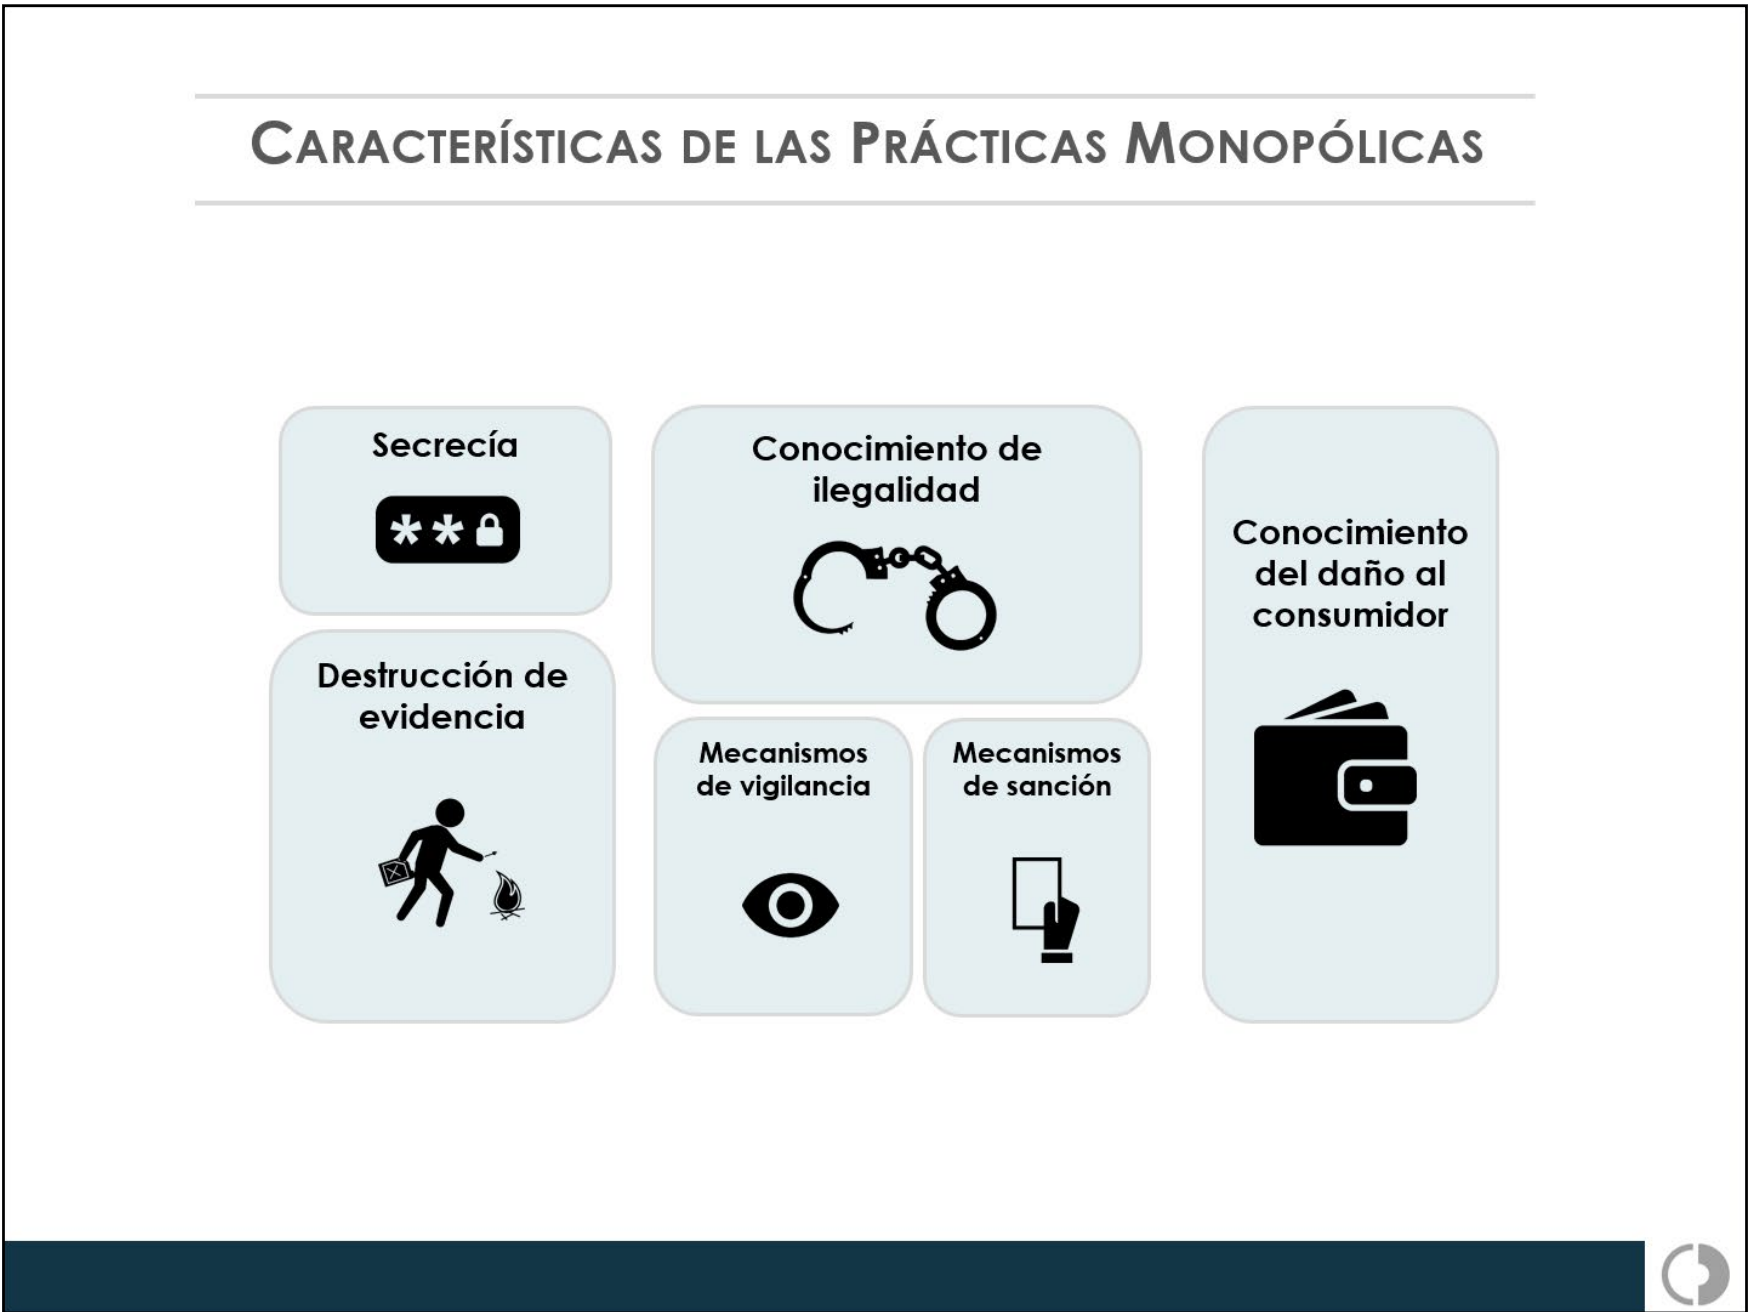 CARACTERÍSTICAS DE LAS PRÁCTICAS MONOPÓLICAS
Secrecía
Destrucción de
evidencia
Conocimiento de
ilegalidad
Mecanismos
de vigilancia
Mecanismos
de sanción
Conocimiento
del daño al
consumidor